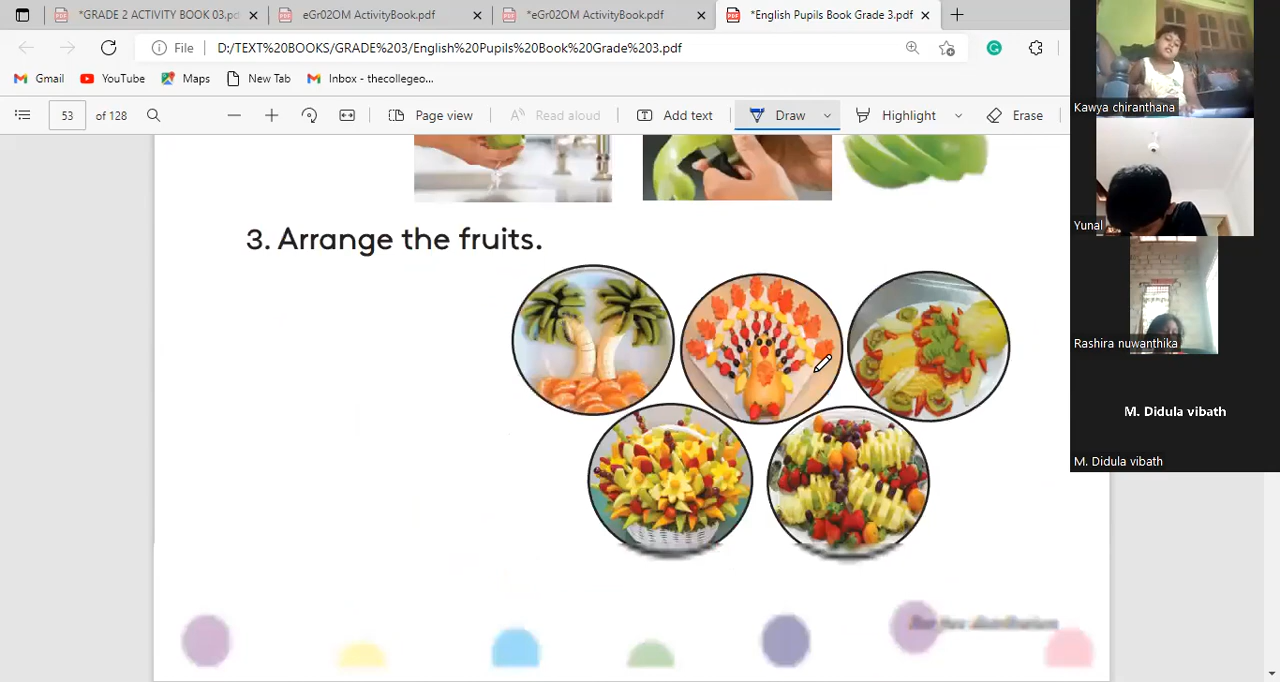 *GRADE 2 ACTIVITY BOOK 03.pd
eGr02OM ActivityBook.pdf
*eGr02OM ActivityBook.pdf
*English Pupils Book Grade 3.pdf
File
D:/TEXT%20BOOKS/GRADE%203/English%20Pupils%20Book%20Grade%203.pdf
Gmail
YouTube
Maps
New Tab
Inbox - thecollegeo...
53 of 128
Page view
Read aloud
Add text
Draw
Highlight
Erase
3. Arrange the fruits.
For free distribution
Kawya chiranthana
Yunal
Rashira nuwanthika
M. Didula vibath
M. Didula vibath